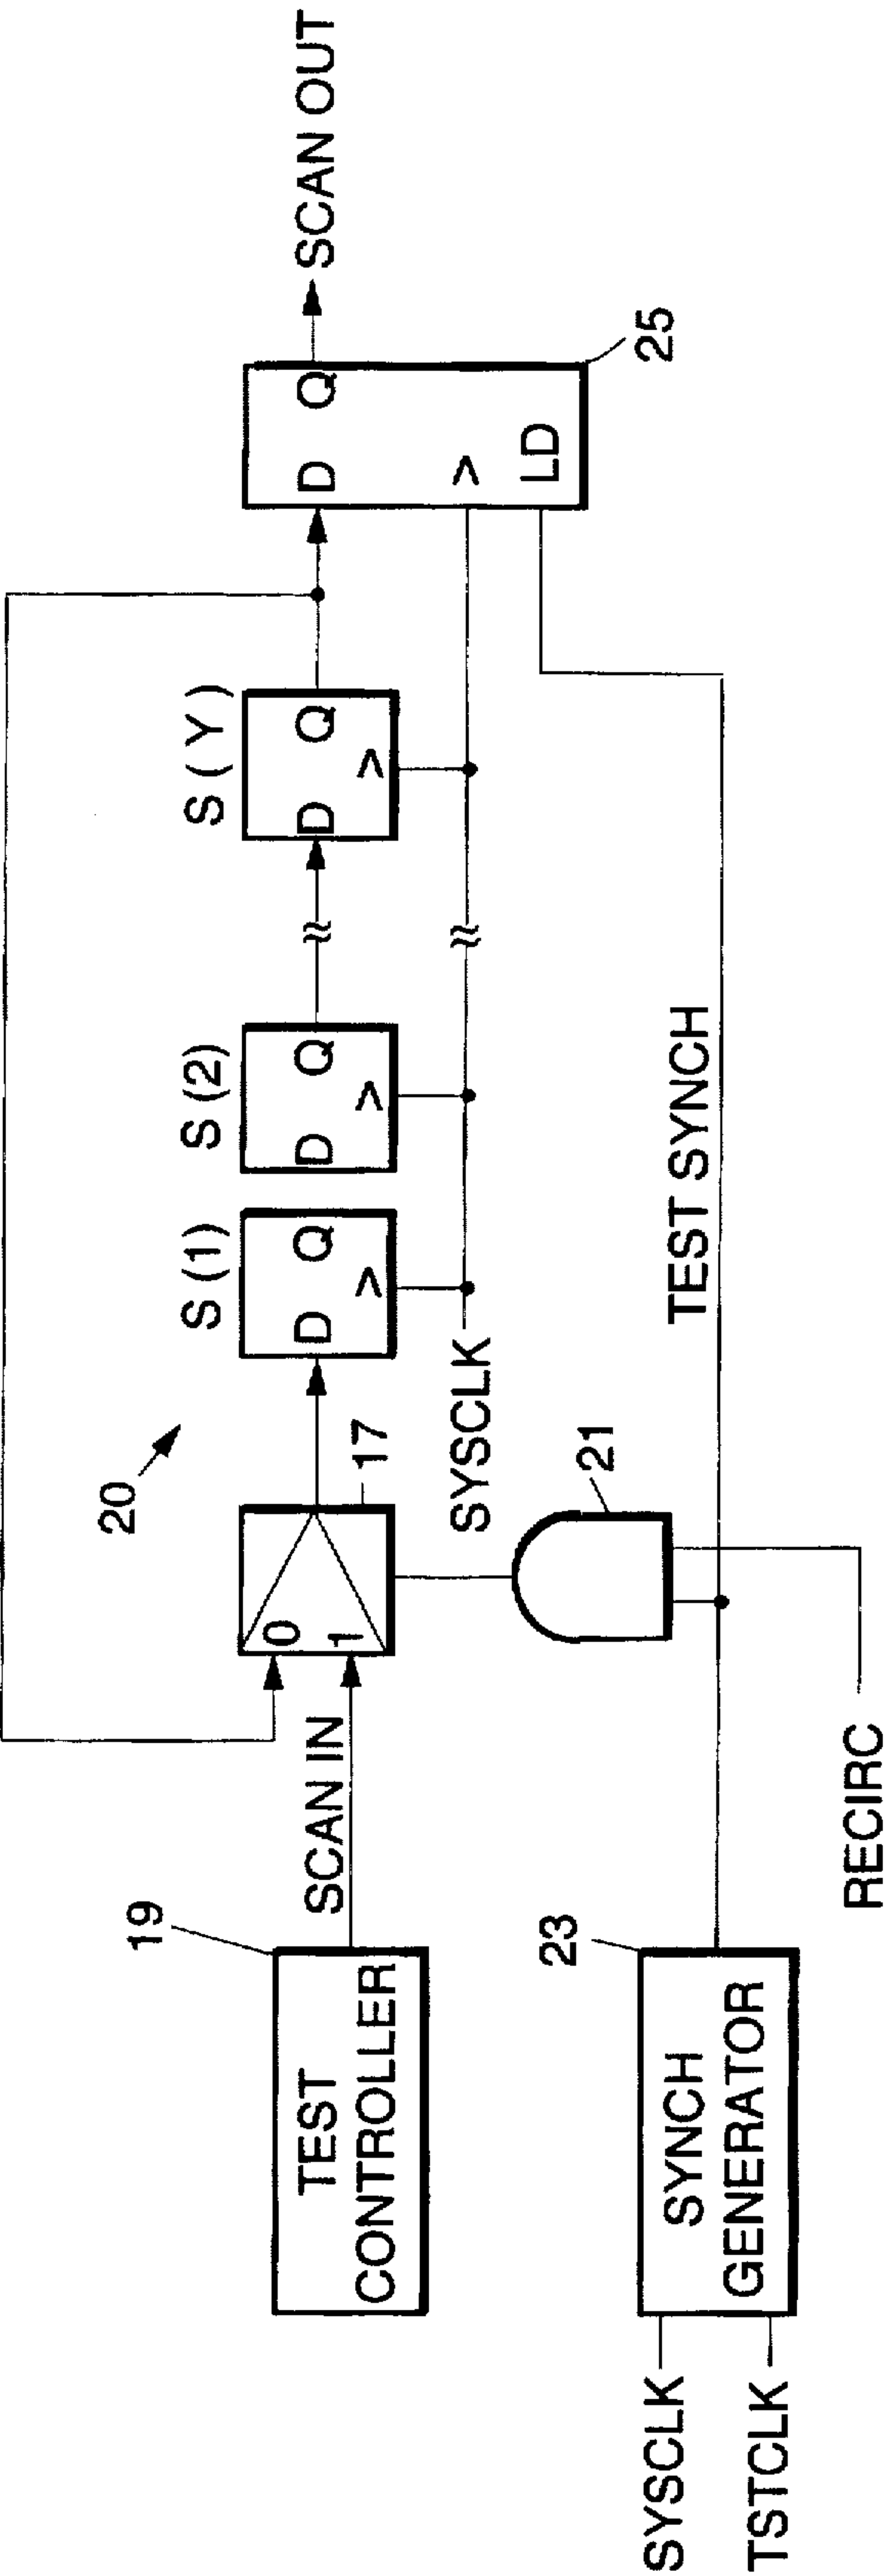 20
S (1)
S (2)
S ( Y )
19
TEST
CONTROLLER
SCAN IN
0
1
17
D Q
>
D Q
>
D Q
>
D Q
>
LD
25
SCAN OUT
SYSCLK
21
23
SYNCH
GENERATOR
SYSCLK
TSTCLK
TEST SYNCH
RECIRC